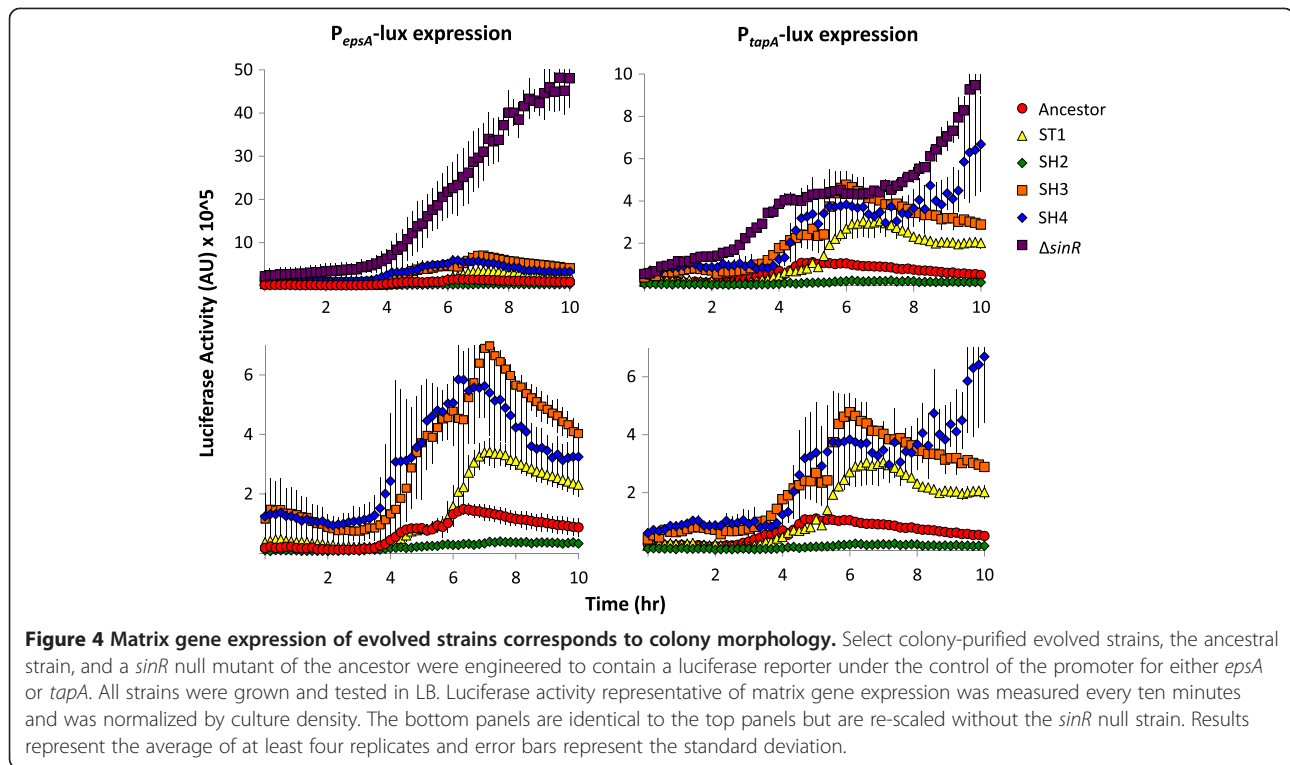 P_epsA-lux expression
P_tapA-lux expression
Luciferase Activity (AU) x 10^5
50
40
30
20
10
2
4
6
8
10
10
8
6
4
2
2
4
6
8
10
Ancestor
ST1
SH2
SH3
SH4
ΔsinR
6
4
2
2
4
6
8
10
6
4
2
2
4
6
8
10
Time (hr)
Figure 4 Matrix gene expression of evolved strains corresponds to colony morphology. Select colony-purified evolved strains, the ancestral
strain, and a sinR null mutant of the ancestor were engineered to contain a luciferase reporter under the control of the promoter for either epsA
or tapA. All strains were grown and tested in LB. Luciferase activity representative of matrix gene expression was measured every ten minutes
and was normalized by culture density. The bottom panels are identical to the top panels but are re-scaled without the sinR null strain. Results
represent the average of at least four replicates and error bars represent the standard deviation.